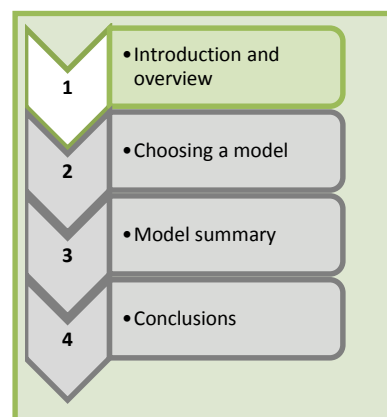 1
•Introduction and
overview
2
•Choosing a model
3
•Model summary
4
•Conclusions